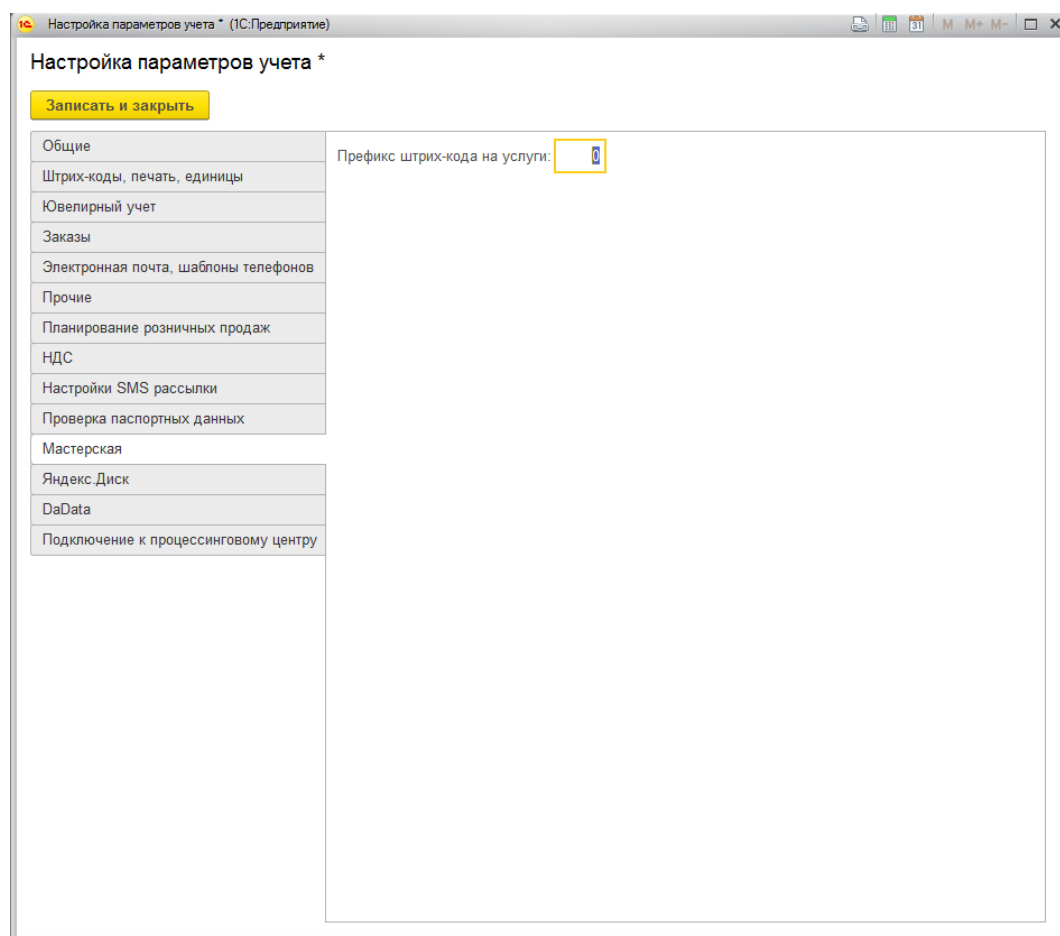 1С Настройка параметров учета * (1С:Предприятие) 31 M M+ M-
Настройка параметров учета *
Записать и закрыть
Общие
Префикс штрих-кода на услуги: 0
Штрих-коды, печать, единицы
Ювелирный учет
Заказы
Электронная почта, шаблоны телефонов
Прочие
Планирование розничных продаж
НДС
Настройки SMS рассылки
Проверка паспортных данных
Мастерская
Яндекс.Диск
DaData
Подключение к процессинговому центру